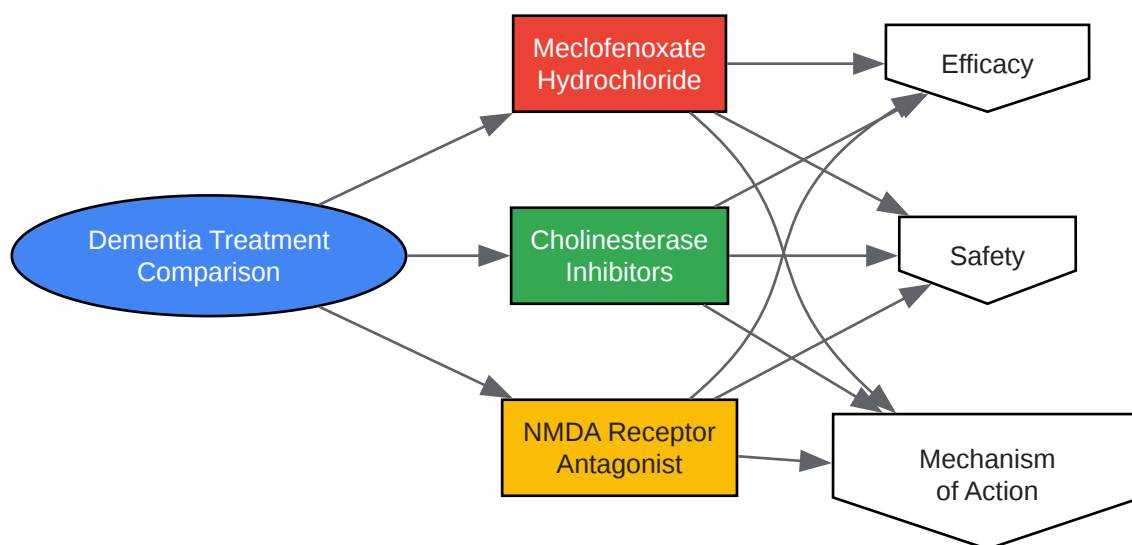 Dementia Treatment
Comparison
Meclofenoxate
Hydrochloride
Cholinesterase
Inhibitors
NMDA Receptor
Antagonist
Efficacy
Safety
Mechanism
of Action